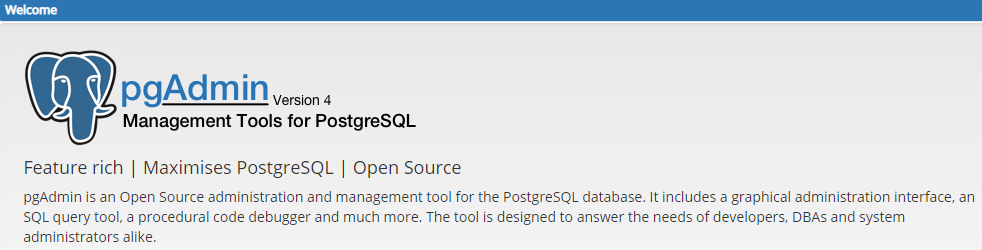 Welcome
pgAdmin Version 4
Management Tools for PostgreSQL
Feature rich | Maximises PostgreSQL | Open Source
pgAdmin is an Open Source administration and management tool for the PostgreSQL database. It includes a graphical administration interface, an
SQL query tool, a procedural code debugger and much more. The tool is designed to answer the needs of developers, DBAs and system
administrators alike.